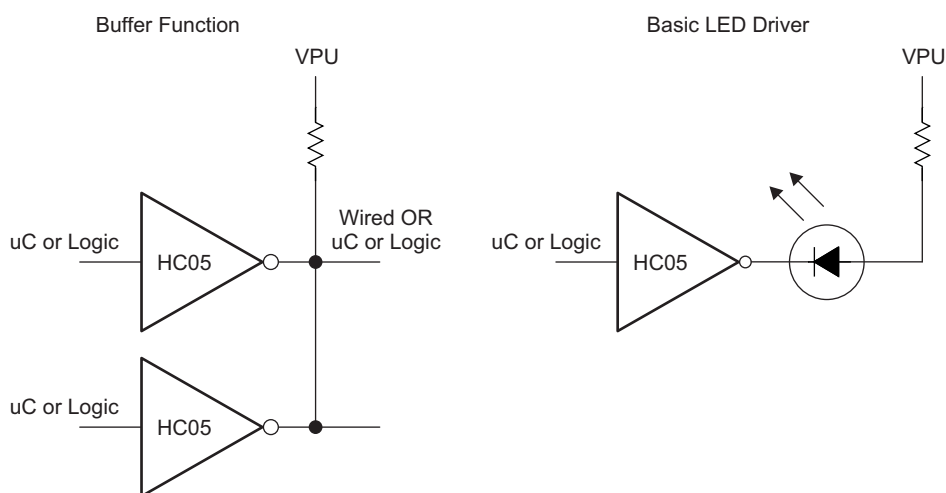 Buffer Function
VPU
uC or Logic
HC05
Wired OR
uC or Logic
uC or Logic
HC05
Basic LED Driver
VPU
uC or Logic
HC05